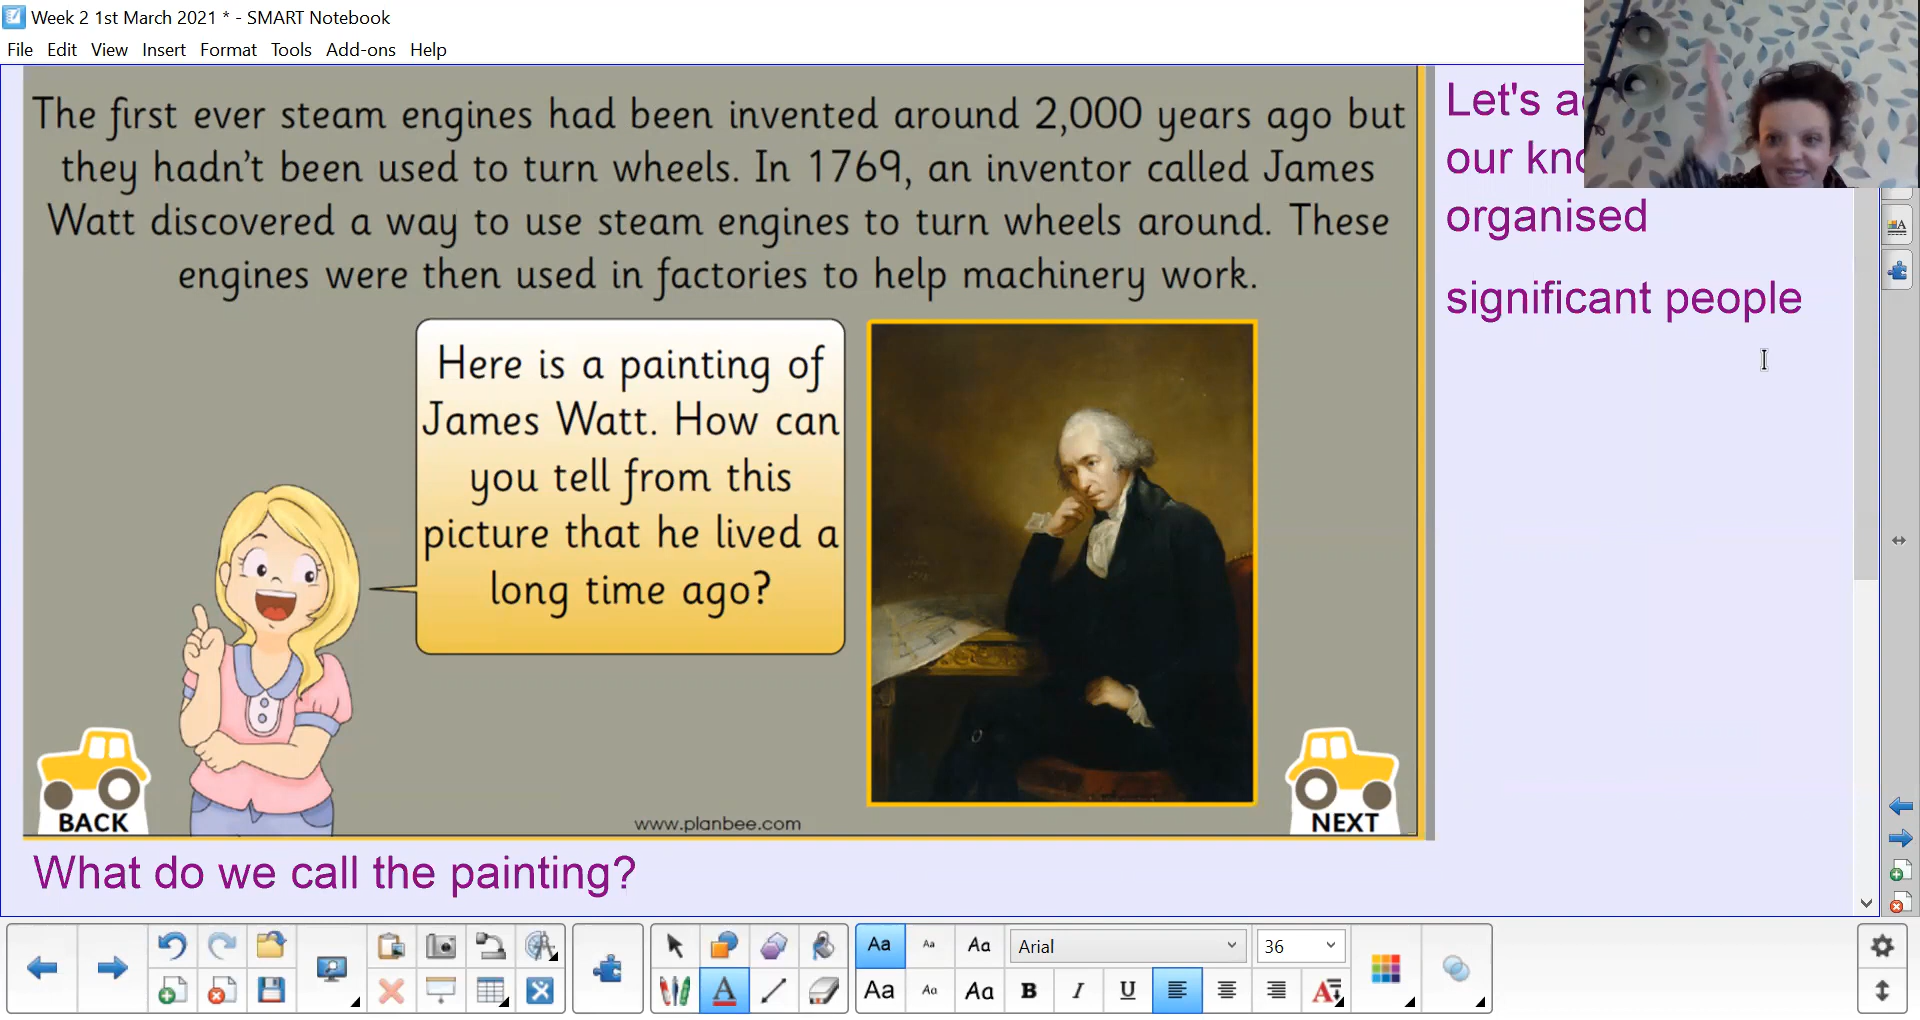 Week 2 1st March 2021 * - SMART Notebook
File Edit View Insert Format Tools Add-ons Help
The first ever steam engines had been invented around 2,000 years ago but
they hadn't been used to turn wheels. In 1769, an inventor called James
Watt discovered a way to use steam engines to turn wheels around. These
engines were then used in factories to help machinery work.
Here is a painting of
James Watt. How can
you tell from this
picture that he lived a
long time ago?
BACK
www.planbee.com
NEXT
What do we call the painting?
Let's
our
organised
significant people
Aa Aa Aa Arial 36
Aa Aa Aa B I U A